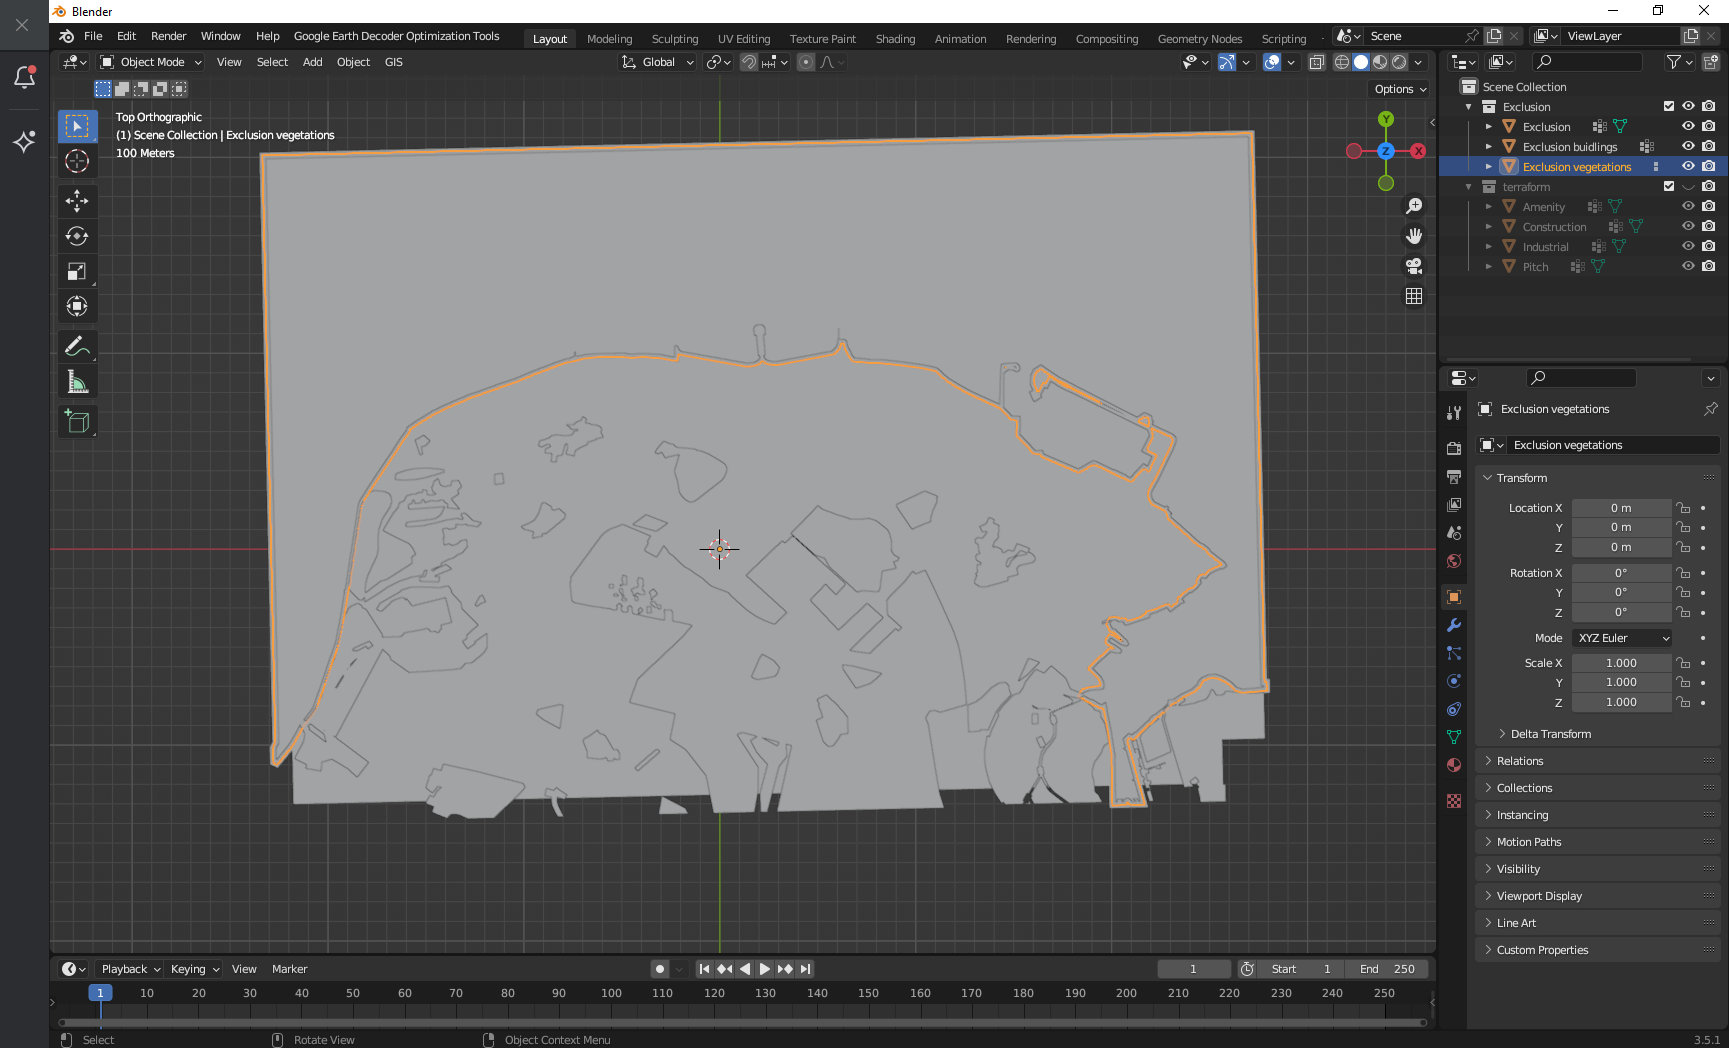 Blender
File Edit Render Window Help Google Earth Decoder Optimization Tools Layout Modeling Sculpting UV Editing Texture Paint Shading Animation Rendering Compositing Geometry Nodes Scripting Scene ViewLayer
Object Mode View Select Add Object GIS Global
Options
Top Orthographic
(1) Scene Collection | Exclusion vegetations
100 Meters
Y
Z X
Scene Collection
Exclusion
Exclusion
Exclusion buidlings
Exclusion vegetations
terraform
Amenity
Construction
Industrial
Pitch
Exclusion vegetations
Exclusion vegetations
Transform
Location X 0 m
Y 0 m
Z 0 m
Rotation X 0°
Y 0°
Z 0°
Mode XYZ Euler
Scale X 1.000
Y 1.000
Z 1.000
Delta Transform
Relations
Collections
Instancing
Motion Paths
Visibility
Viewport Display
Line Art
Custom Properties
Playback Keying View Marker 1 Start 1 End 250
1 10 20 30 40 50 60 70 80 90 100 110 120 130 140 150 160 170 180 190 200 210 220 230 240 250
Select Rotate View Object Context Menu 3.5.1